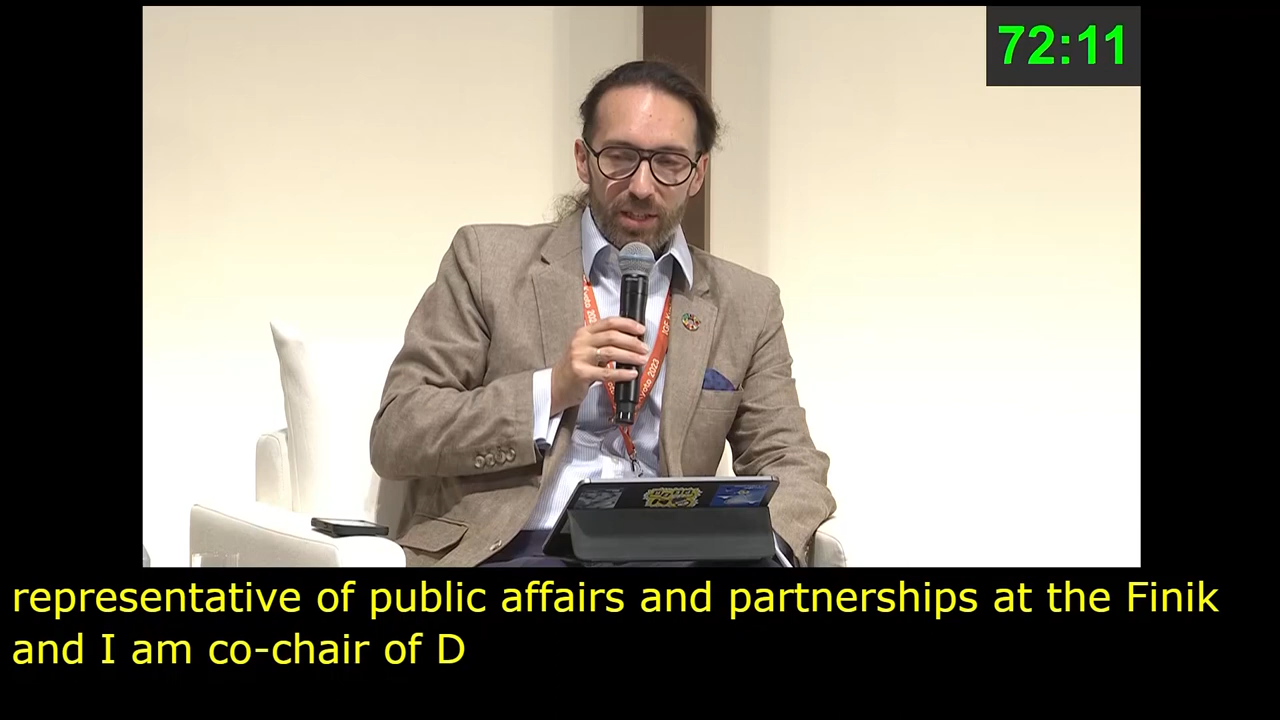 72:11
representative of public affairs and partnerships at the Finik
and I am co-chair of D